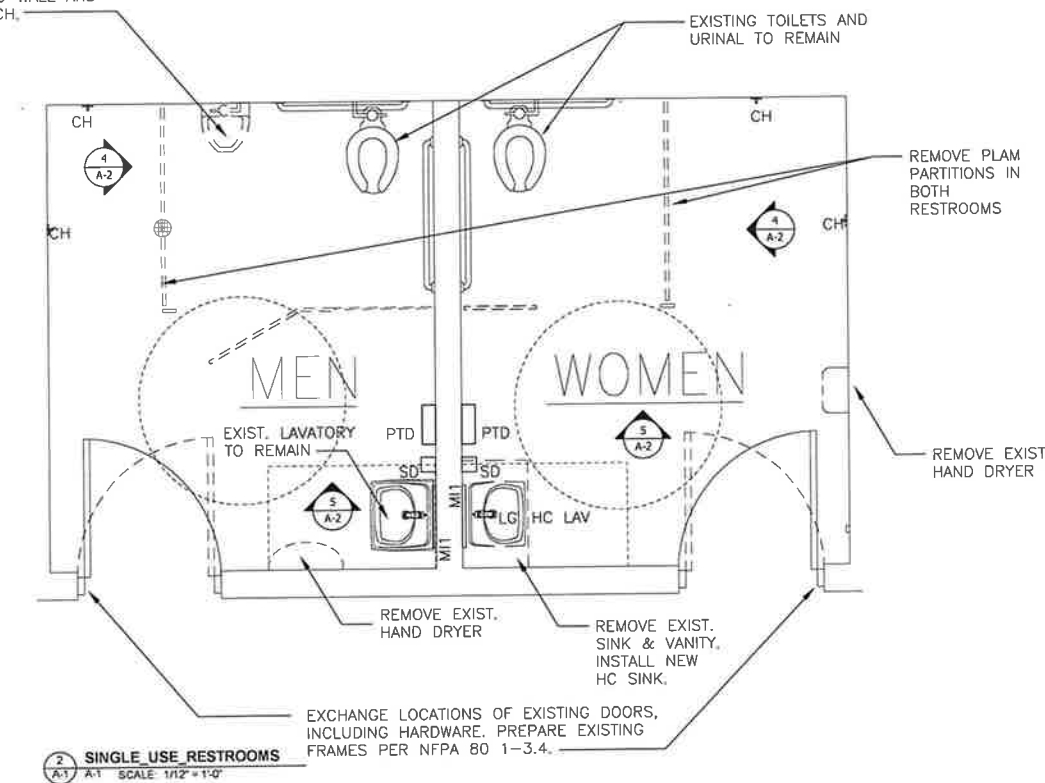 CH.
EXISTING TOILETS AND
URINAL TO REMAIN
CH
CH
4
A-2
REMOVE PLAM
PARTITIONS IN
BOTH
RESTROOMS
CH
4
A-2
CH
MEN
WOMEN
EXIST. LAVATORY
TO REMAIN
PTD
PTD
5
A-2
REMOVE EXIST
HAND DRYER
SD
SD
5
A-2
MI1
LG HC LAV
MI1
REMOVE EXIST.
HAND DRYER
REMOVE EXIST.
SINK & VANITY.
INSTALL NEW
HC SINK.
EXCHANGE LOCATIONS OF EXISTING DOORS,
INCLUDING HARDWARE. PREPARE EXISTING
FRAMES PER NFPA 80 1-3.4.
2
A-1
SINGLE_USE_RESTROOMS
A-1 SCALE: 1/12" = 1'-0"